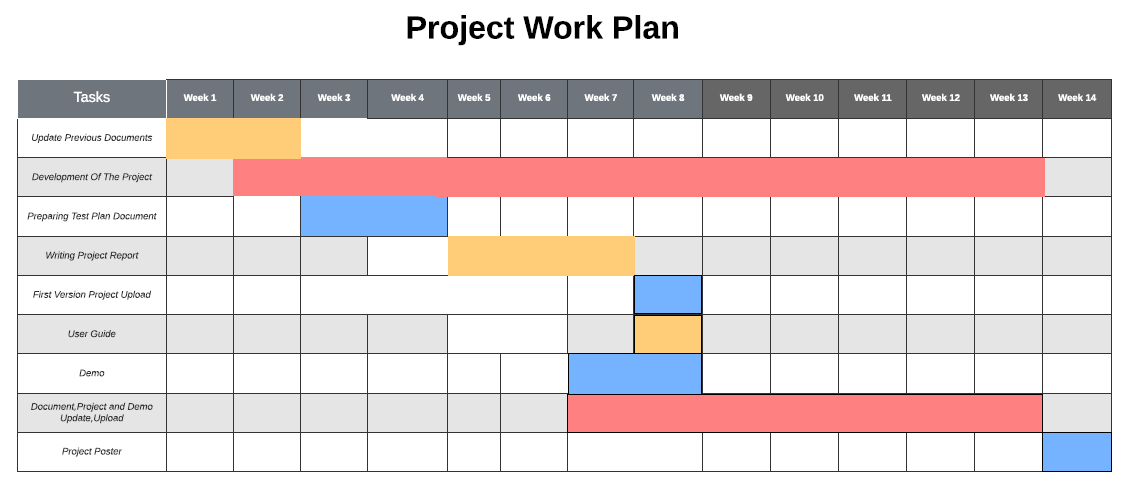 Project Work Plan
Tasks Week 1 Week 2 Week 3 Week 4 Week 5 Week 6 Week 7 Week 8 Week 9 Week 10 Week 11 Week 12 Week 13 Week 14
Update Previous Documents
Development Of The Project
Preparing Test Plan Document
Writing Project Report
First Version Project Upload
User Guide
Demo
Document,Project and Demo
Update,Upload
Project Poster